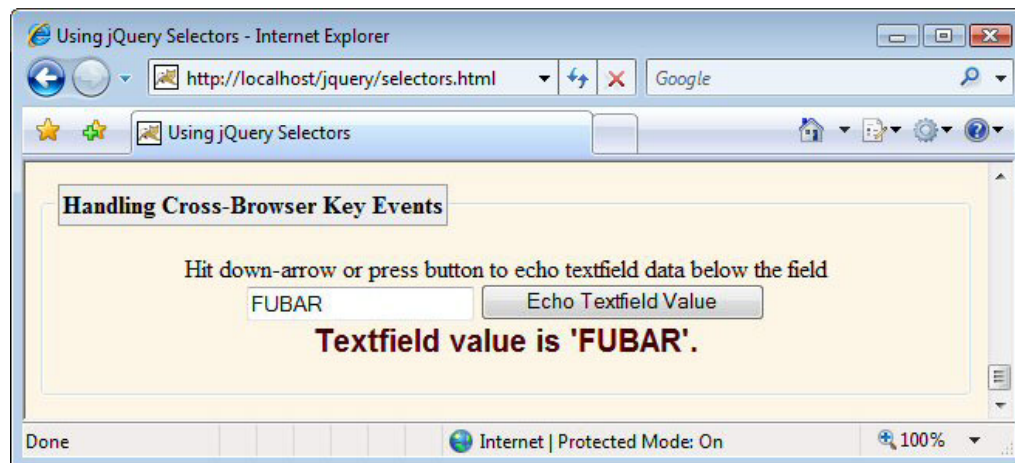 Using jQuery Selectors - Internet Explorer
http://localhost/jquery/selectors.html
Google
Using jQuery Selectors
Handling Cross-Browser Key Events
Hit down-arrow or press button to echo textfield data below the field
FUBAR Echo Textfield Value
Textfield value is 'FUBAR'.
Done Internet | Protected Mode: On 100%